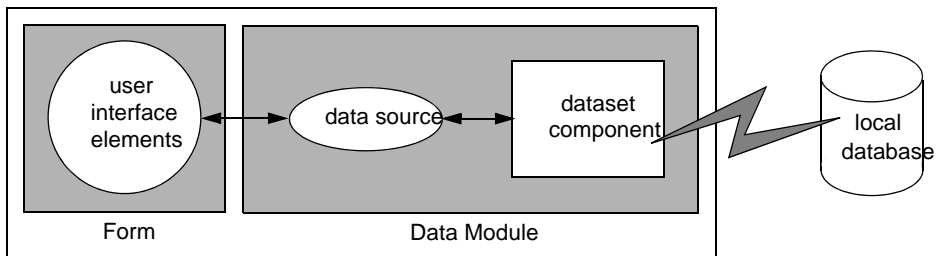 user
interface
elements
data source
dataset
component
local
database
Form
Data Module